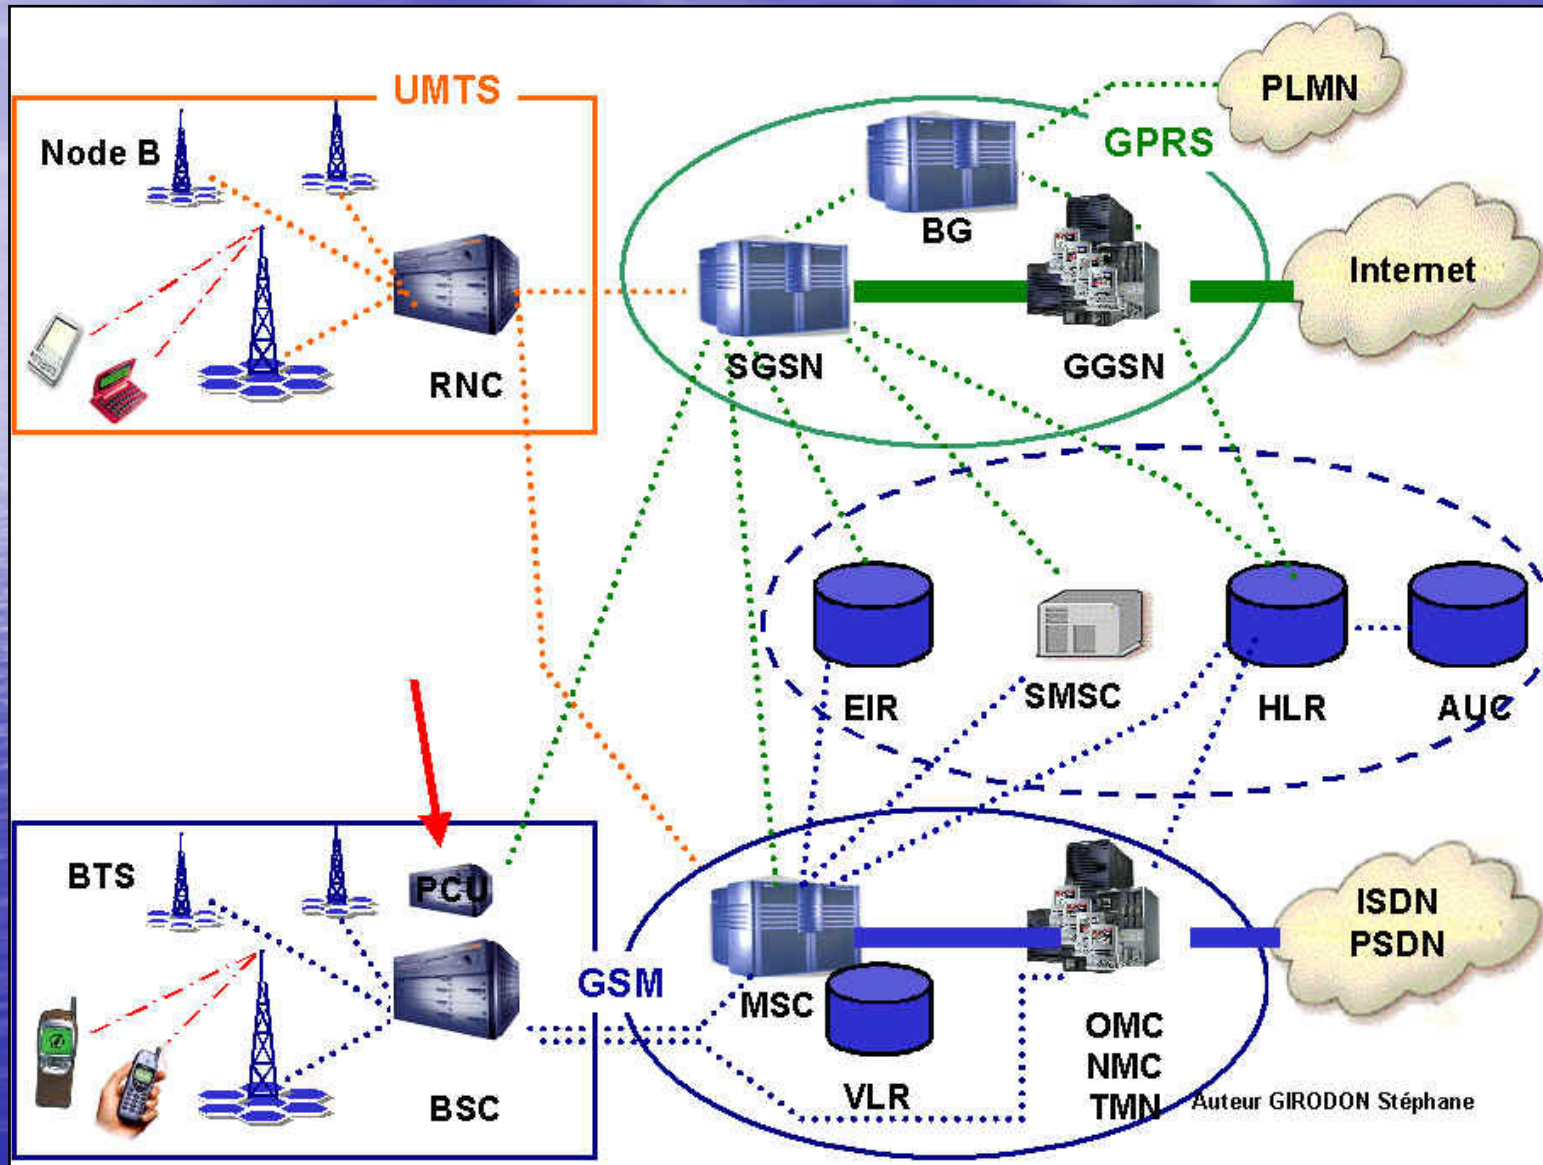 UMTS
PLMN
GPRS
Node B
BG
Internet
RNC
SGSN
GGSN
EIR
SMSC
HLR
AUC
BTS
PCU
ISDN
PSDN
GSM
MSC
OMC
NMC
TMN
BSC
VLR
Auteur GIRODON Stéphane